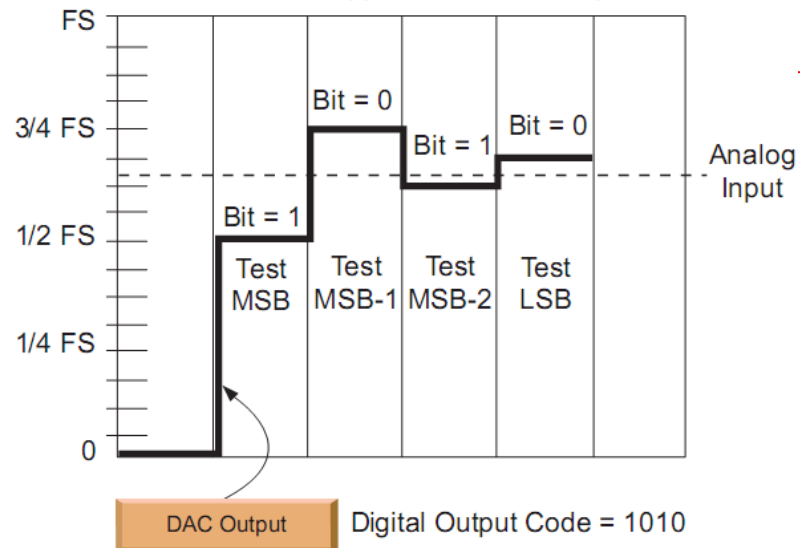 FS
3/4 FS
1/2 FS
1/4 FS
0
Bit = 1
Bit = 0
Bit = 1
Bit = 0
Analog
Input
Test
MSB
Test
MSB-1
Test
MSB-2
Test
LSB
DAC Output
Digital Output Code = 1010